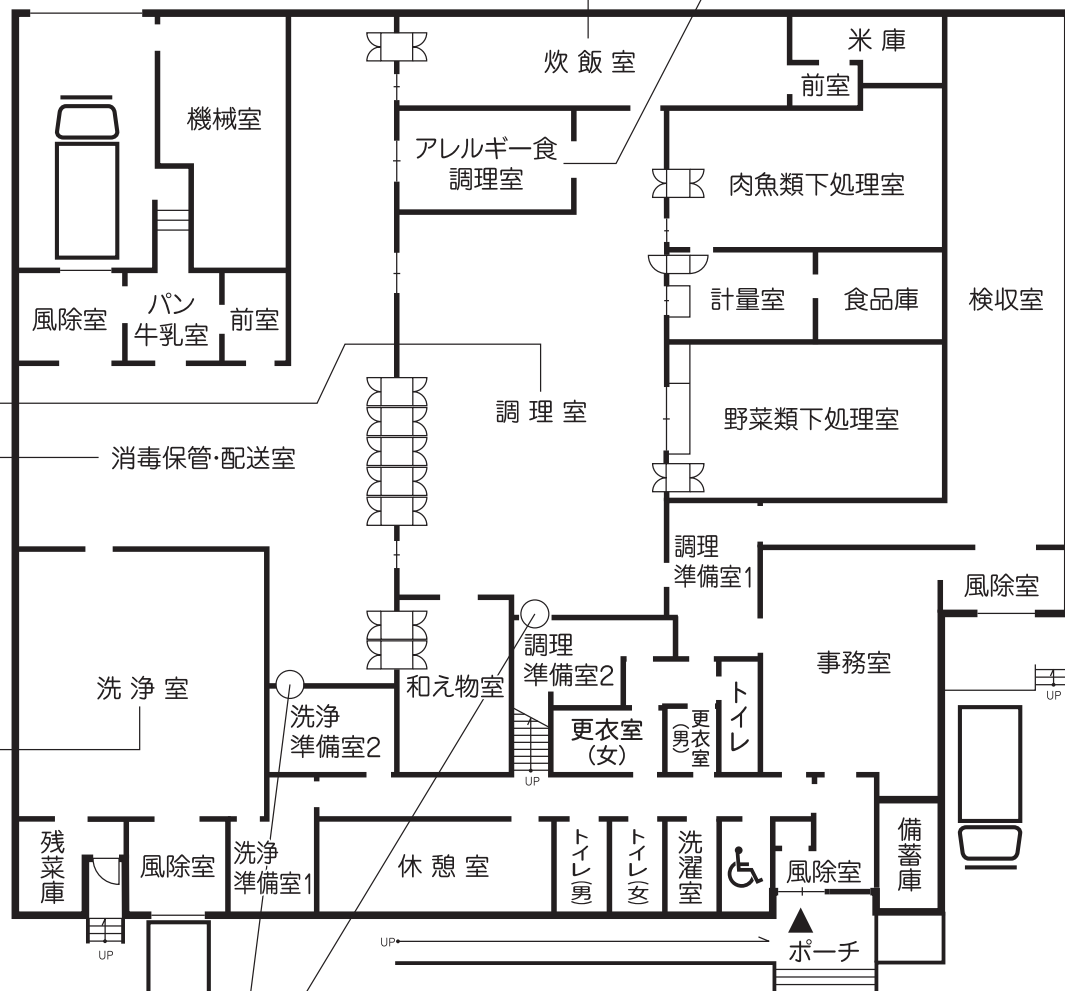 米 庫
炊 飯 室
前室
機械室
アレルギー食
調理室
肉魚類下処理室
パン
牛乳室
風除室
前室
計量室
食品庫
検収室
調 理 室
野菜類下処理室
消毒保管・配送室
調理
準備室1
風除室
調理
準備室2
事務室
UP
洗 浄 室
和え物室
トイレ
洗浄
準備室2
更衣室
(女)
更衣室
(男)
UP
残菜庫
風除室
洗浄
準備室1
休 憩 室
トイレ(男)
トイレ(女)
洗濯室
風除室
備蓄庫
UP
UP
ポーチ